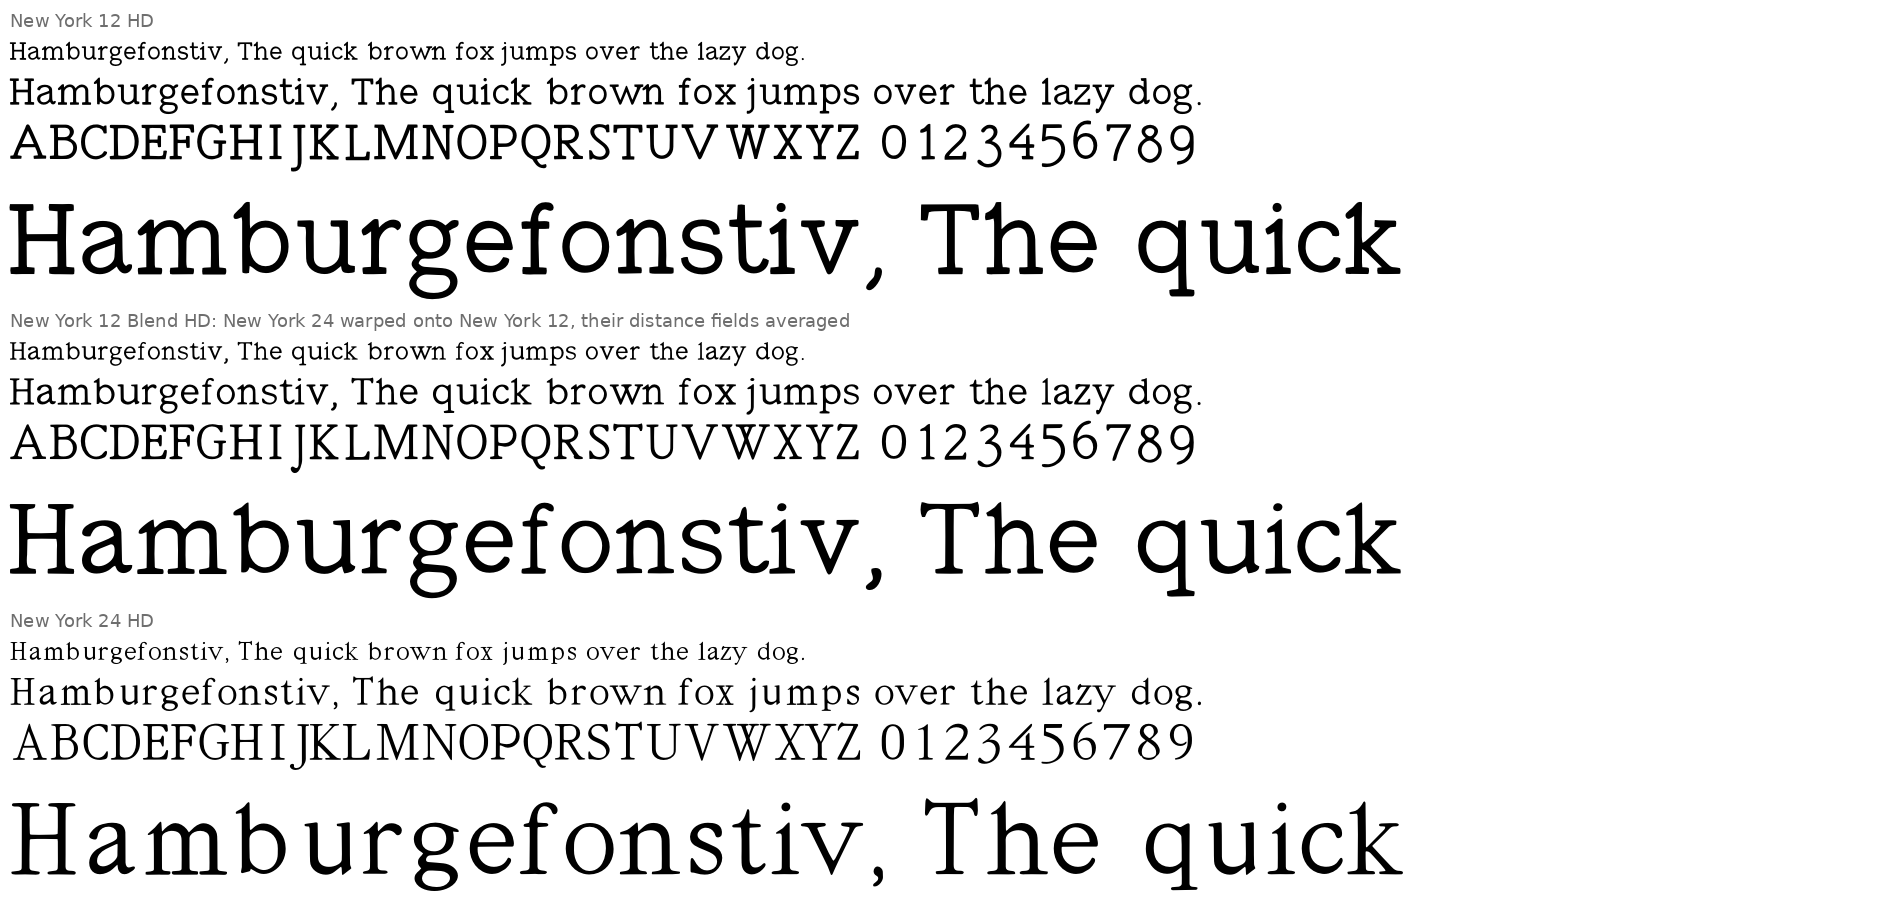 New York 12 HD
Hamburgefonstiv, The quick brown fox jumps over the lazy dog.
Hamburgefonstiv, The quick brown fox jumps over the lazy dog.
ABCDEFGHIJKLMNOPQRSTUVWXYZ 0123456789
Hamburgefonstiv, The quick
New York 12 Blend HD: New York 24 warped onto New York 12, their distance fields averaged
Hamburgefonstiv, The quick brown fox jumps over the lazy dog.
Hamburgefonstiv, The quick brown fox jumps over the lazy dog.
ABCDEFGHIJKLMNOPQRSTUVWXYZ 0123456789
Hamburgefonstiv, The quick
New York 24 HD
Hamburgefonstiv, The quick brown fox jumps over the lazy dog.
Hamburgefonstiv, The quick brown fox jumps over the lazy dog.
ABCDEFGHIJKLMNOPQRSTUVWXYZ 0123456789
Hamburgefonstiv, The quick